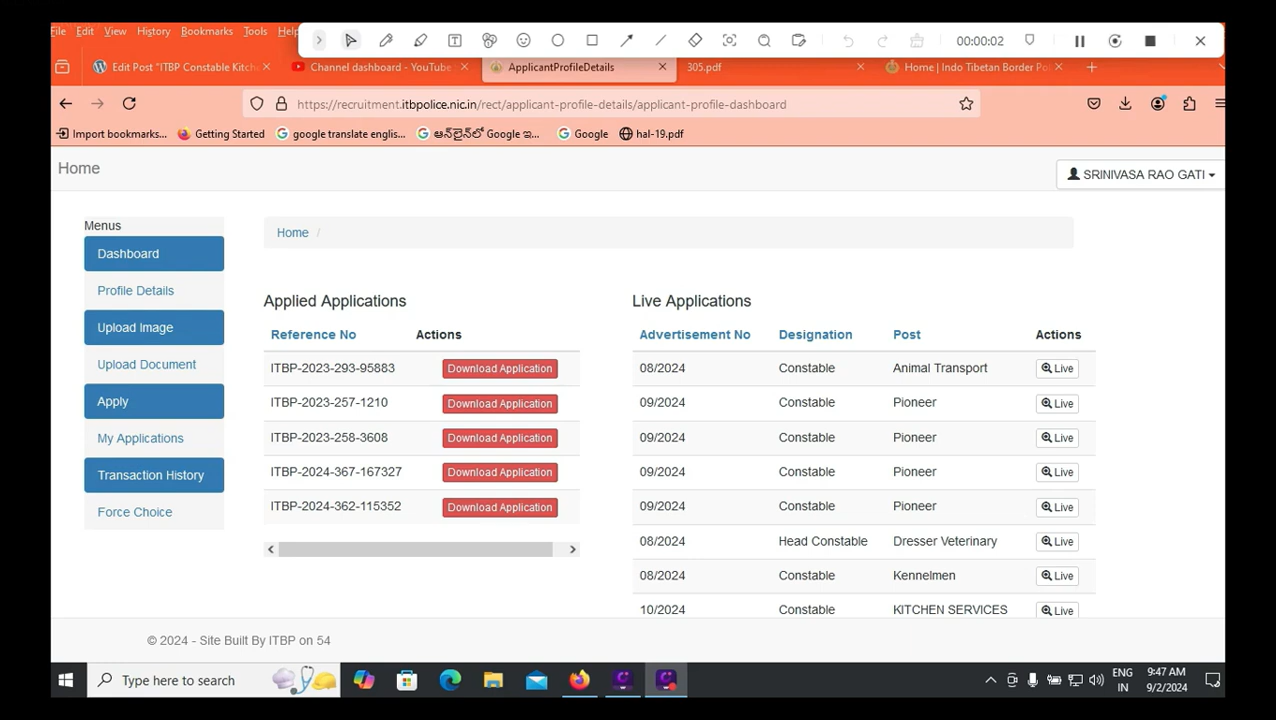 File Edit View History Bookmarks Tools Help
00:00:02
Edit Post "ITBP Constable Kitch
Channel dashboard - YouTube
ApplicantProfileDetails
305.pdf
Home | Indo Tibetan Border Po
https://recruitment.itbpolice.nic.in/rect/applicant-profile-details/applicant-profile-dashboard
Import bookmarks... Getting Started google translate englis... ఆన్‌లైన్‌లో Google ఇ... Google hal-19.pdf
Home
SRINIVASA RAO GATI
Menus
Dashboard
Profile Details
Upload Image
Upload Document
Apply
My Applications
Transaction History
Force Choice
Home /
Applied Applications
Reference No Actions
ITBP-2023-293-95883 Download Application
ITBP-2023-257-1210 Download Application
ITBP-2023-258-3608 Download Application
ITBP-2024-367-167327 Download Application
ITBP-2024-362-115352 Download Application
Live Applications
Advertisement No Designation Post Actions
08/2024 Constable Animal Transport Live
09/2024 Constable Pioneer Live
09/2024 Constable Pioneer Live
09/2024 Constable Pioneer Live
09/2024 Constable Pioneer Live
08/2024 Head Constable Dresser Veterinary Live
08/2024 Constable Kennelmen Live
10/2024 Constable KITCHEN SERVICES Live
© 2024 - Site Built By ITBP on 54
Type here to search
ENG
IN
9:47 AM
9/2/2024